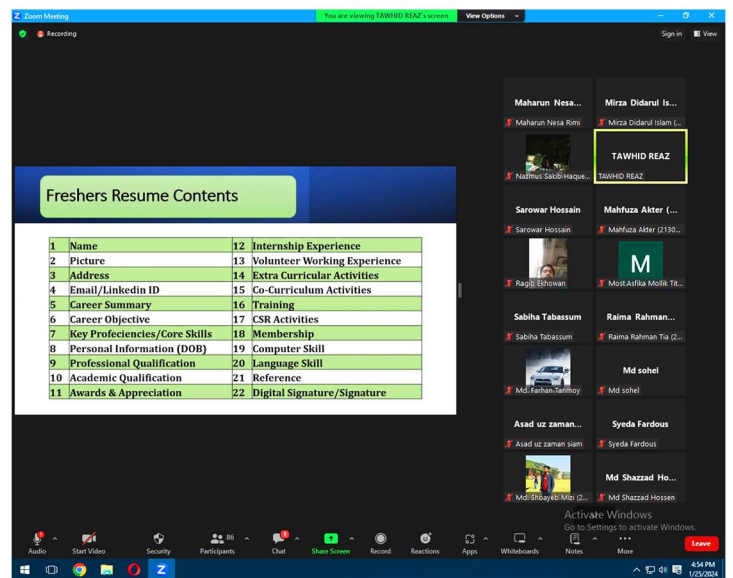 Zoom Meeting
You are viewing TAWHID REAZ's screen
View Options
Recording
Sign in
View
Maharun Nesa...
Mirza Didarul Is...
Maharun Nesa Rimi
Mirza Didarul Islam (...
TAWHID REAZ
Nazmus Sakib Haque...
TAWHID REAZ
Freshers Resume Contents
1 Name 12 Internship Experience
2 Picture 13 Volunteer Working Experience
3 Address 14 Extra Curricular Activities
4 Email/Linkedin ID 15 Co-Curriculum Activities
5 Career Summary 16 Training
6 Career Objective 17 CSR Activities
7 Key Profeciencies/Core Skills 18 Membership
8 Personal Information (DOB) 19 Computer Skill
9 Professional Qualification 20 Language Skill
10 Academic Qualification 21 Reference
11 Awards & Appreciation 22 Digital Signature/Signature
Sarowar Hossain
Mahfuza Akter (...
Sarowar Hossain
Mahfuza Akter (2130...
M
Ragib Ekhowan
Most.Asfika Mollik Tit...
Sabiha Tabassum
Raima Rahman...
Sabiha Tabassum
Raima Rahman Tia (2...
Md sohel
Md. Farhan Tanmoy
Md sohel
Asad uz zaman...
Syeda Fardous
Asad uz zaman siam
Syeda Fardous
Md Shazzad Ho...
Md. Shoayeb Mizi (2...
Md Shazzad Hossen
Activate Windows
Go to Settings to activate Windows.
86
1
Audio
Start Video
Security
Participants
Chat
Share Screen
Record
Reactions
Apps
Whiteboards
Notes
More
Leave
4:54 PM
1/25/2024